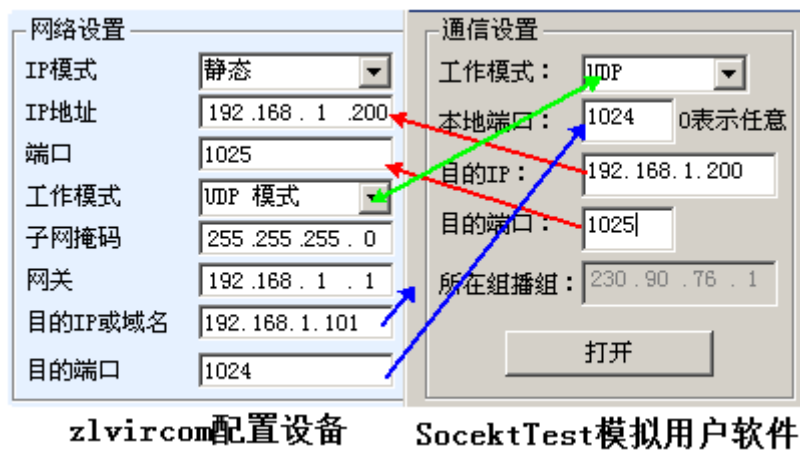 网络设置
IP模式 静态
IP地址 192 .168 . 1 .200
端口 1025
工作模式 UDP 模式
子网掩码 255 .255 .255 . 0
网关 192 .168 . 1 . 1
目的IP或域名 192.168.1.101
目的端口 1024
zlvircom配置设备
通信设置
工作模式： UDP
本地端口： 1024 0表示任意
目的IP： 192.168.1.200
目的端口： 1025
所在组播组： 230 . 90 . 76 . 1
打开
SocektTest模拟用户软件